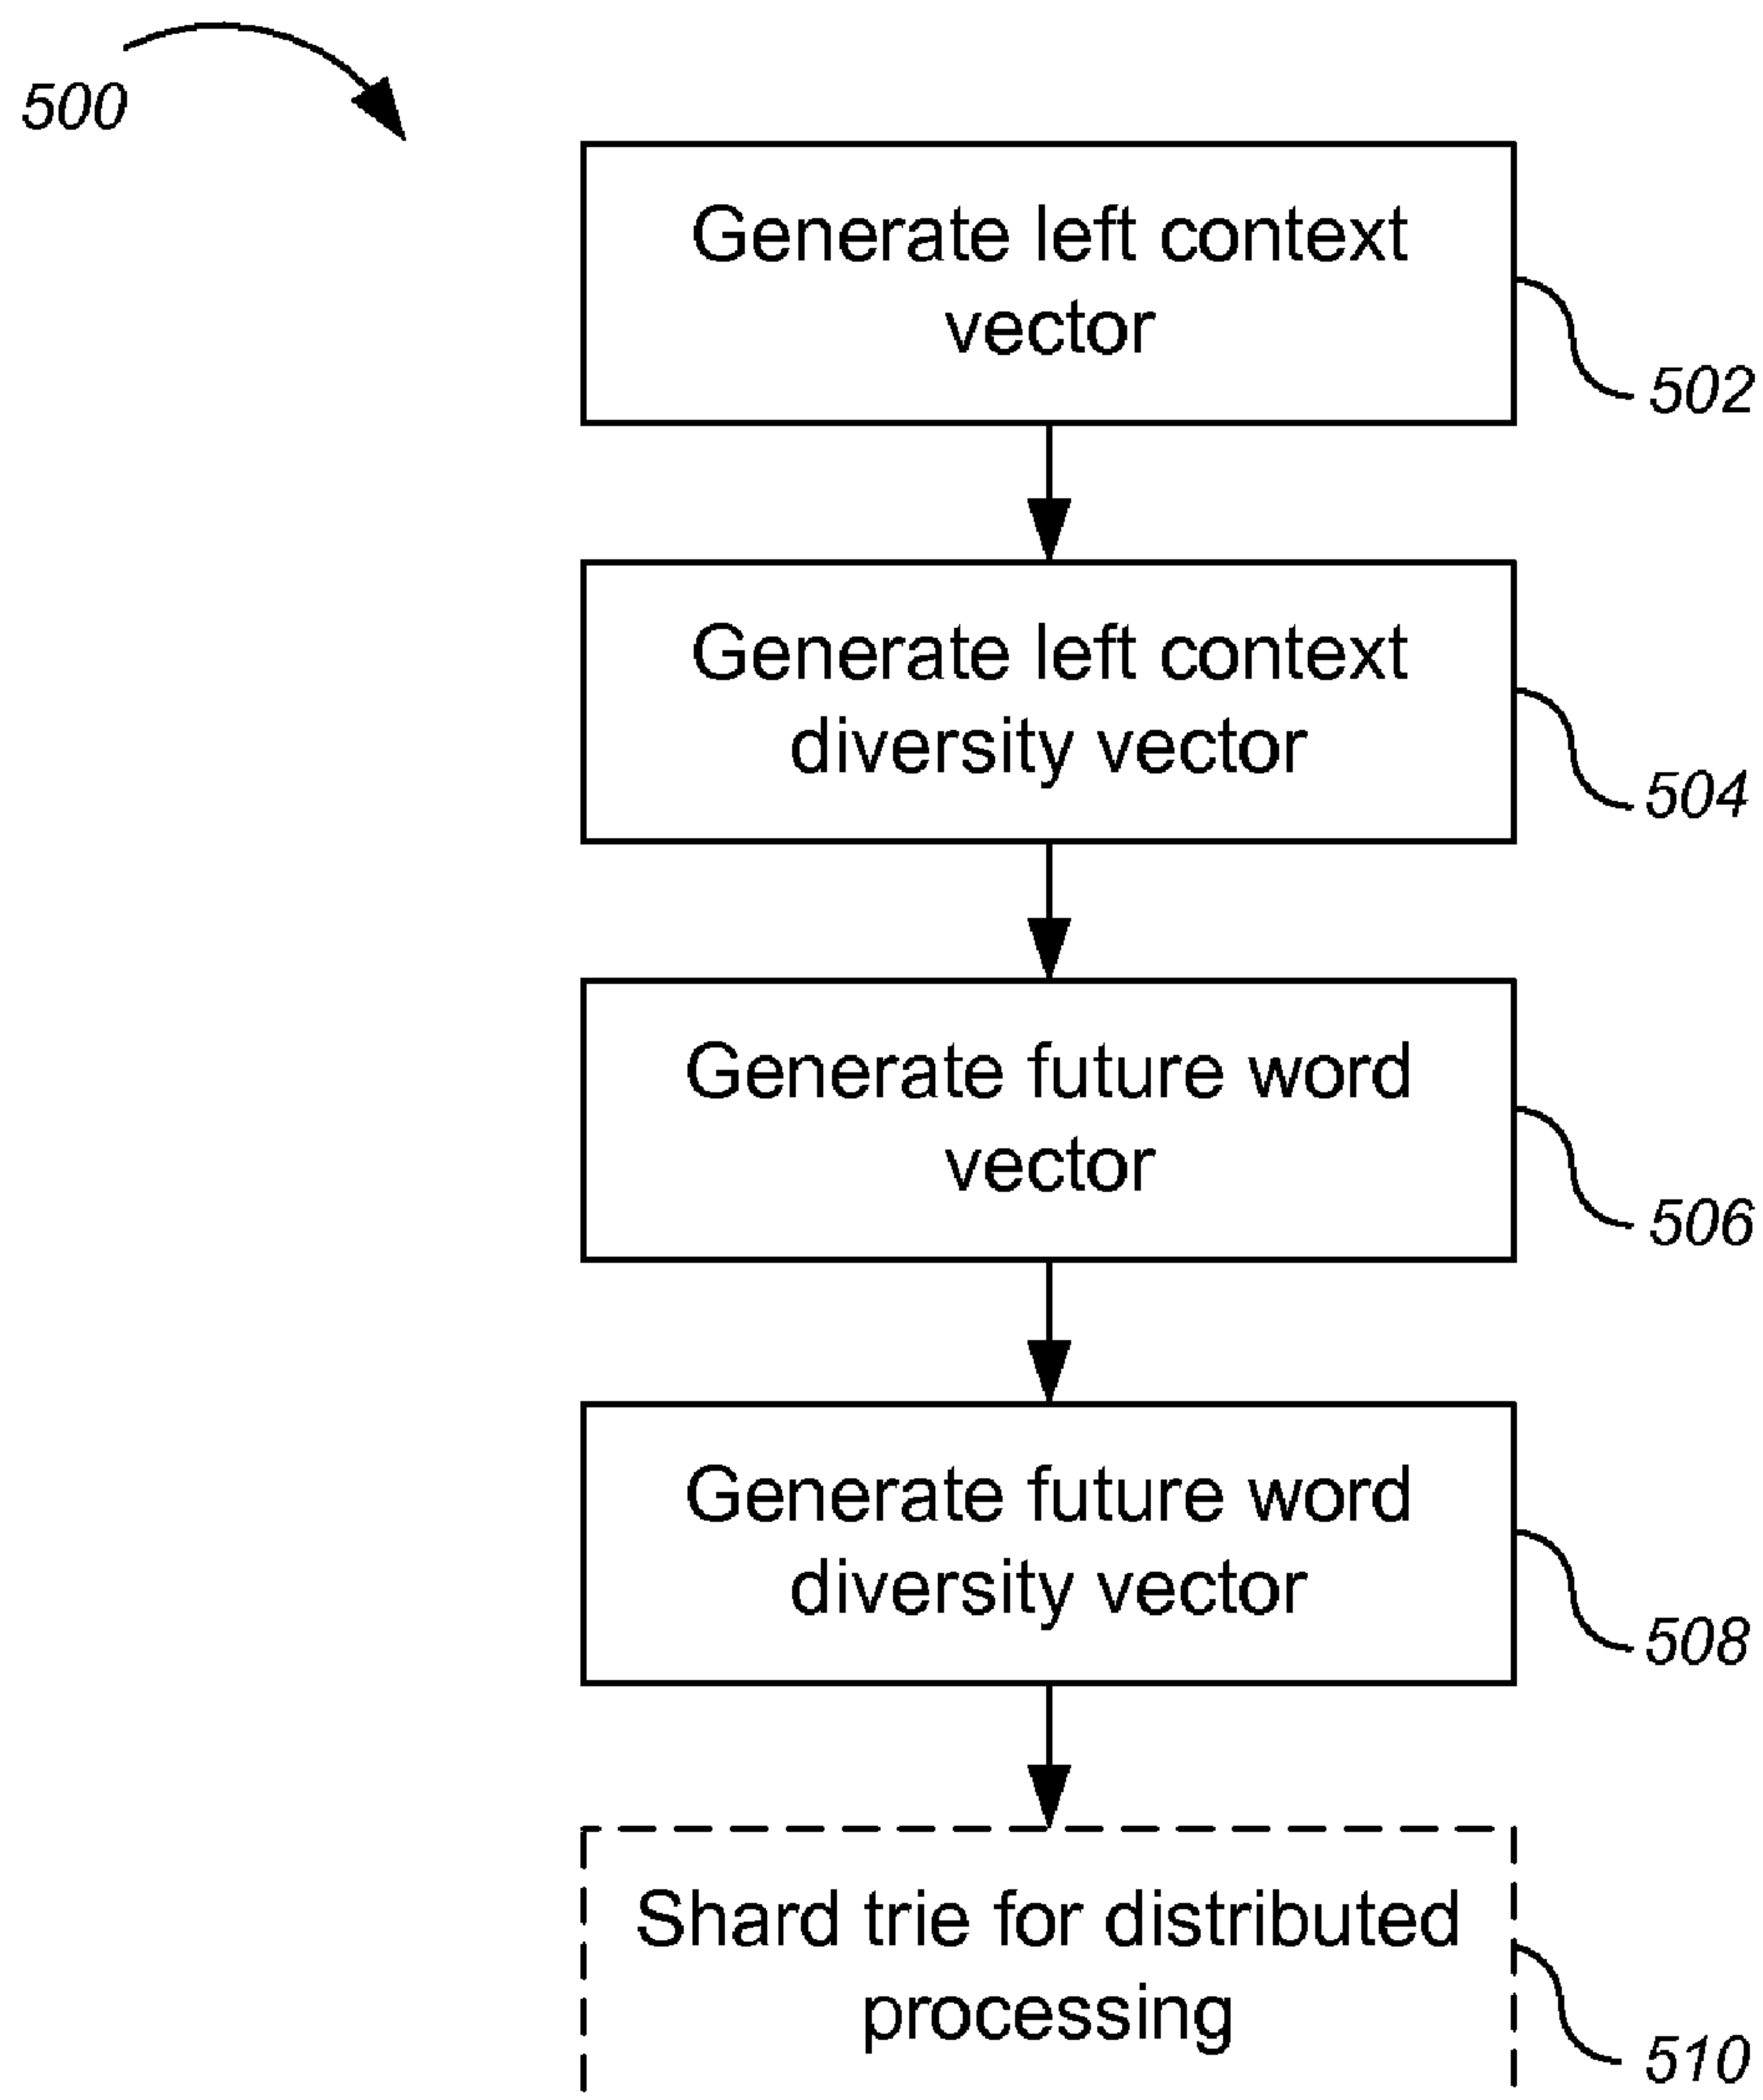 500
Generate left context
vector
502
Generate left context
diversity vector
504
Generate future word
vector
506
Generate future word
diversity vector
508
Shard trie for distributed
processing
510